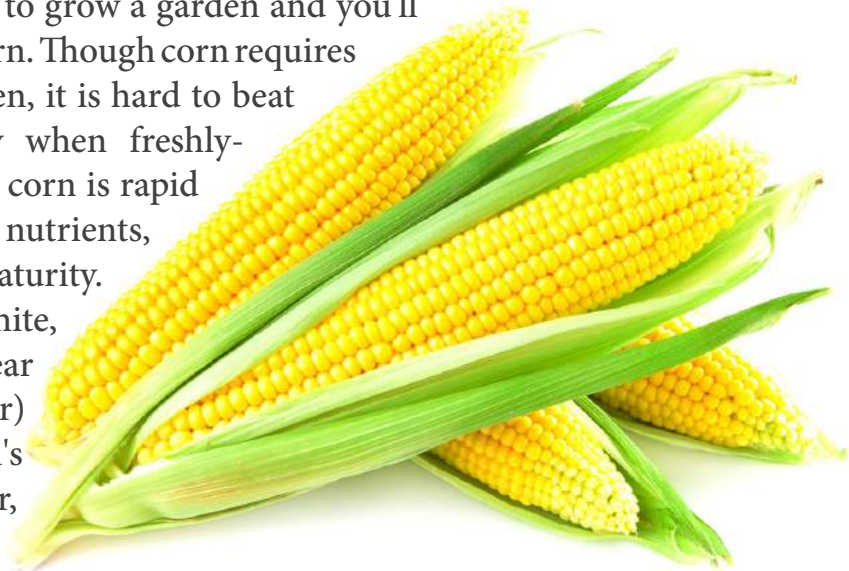 to grow a garden and you'll
rn. Though corn requires
en, it is hard to beat
y when freshly-
corn is rapid
nutrients,
aturity.
hite,
ear
r)
's
r,